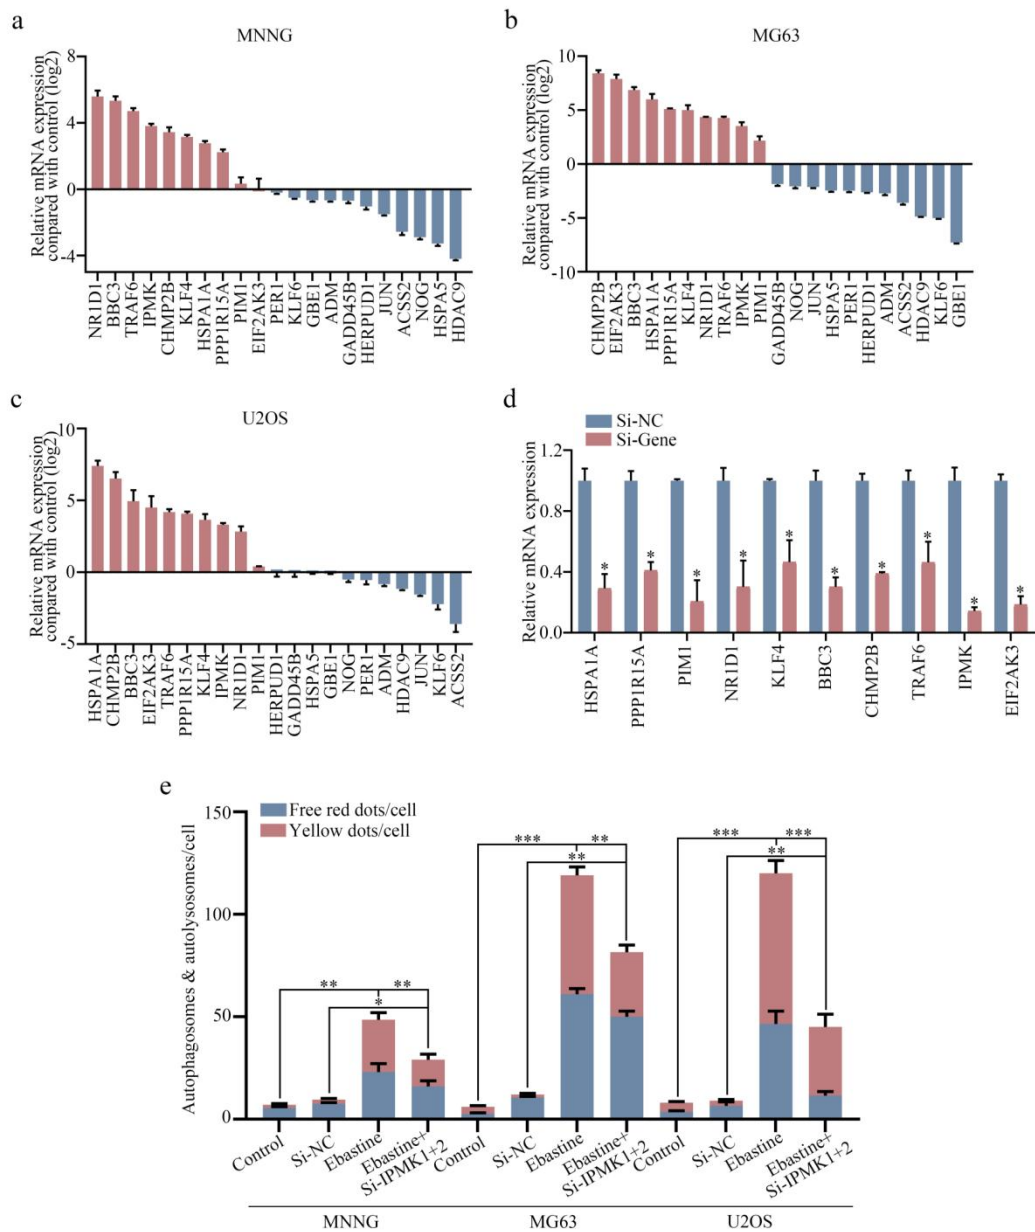 a
MNNG
Relative mRNA expression
conpared with control (log2)
8
4
0
-4
NR1D1
BBC3
TRAF6
IPMK
CHMP2B
KLF4
HSPA1A
PPP1R15A
PIM1
EIF2AK3
PER1
KLF6
GBE1
ADM
GADD45B
HERPUD1
JUN
ACSS2
NOG
HSPA5
HDAC9
b
MG63
Relative mRNA expression
conpared with control (log2)
10
5
0
-5
-10
CHMP2B
EIF2AK3
BBC3
HSPA1A
PPP1R15A
KLF4
NR1D1
TRAF6
IPMK
PIM1
GADD45B
NOG
JUN
HSPA5
PER1
HERPUD1
ADM
ACSS2
HDAC9
KLF6
GBE1
c
U2OS
Relative mRNA expression
conpared with control (log2)
10
5
0
-5
HSPA1A
CHMP2B
BBC3
EIF2AK3
TRAF6
PPP1R15A
KLF4
IPMK
NR1D1
PIM1
HERPUD1
GADD45B
HSPA5
GBE1
NOG
PER1
ADM
HDAC9
JUN
KLF6
ACSS2
d
Si-NC
Si-Gene
Relative mRNA expression
1.2
0.8
0.4
0.0
* * * * * * * * * *
HSPA1A
PPP1R15A
PIM1
NR1D1
KLF4
BBC3
CHMP2B
TRAF6
IPMK
EIF2AK3
e
Free red dots/cell
Yellow dots/cell
Autophagosomes & autolysosomes/cell
150
100
50
0
** **
*
*** **
**
*** ***
**
Control
Si-NC
Ebastine
Ebastine+
Si-IPMK1+2
Control
Si-NC
Ebastine
Ebastine+
Si-IPMK1+2
Control
Si-NC
Ebastine
Ebastine+
Si-IPMK1+2
MNNG MG63 U2OS